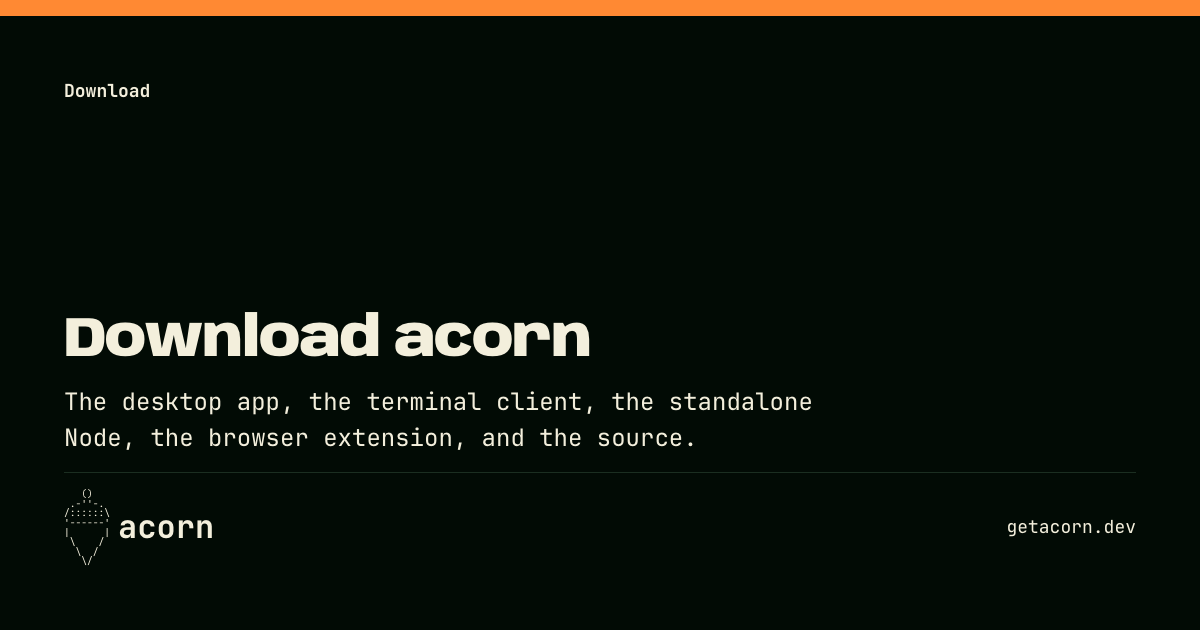 Download
Download acorn
The desktop app, the terminal client, the standalone
Node, the browser extension, and the source.
acorn
getacorn.dev